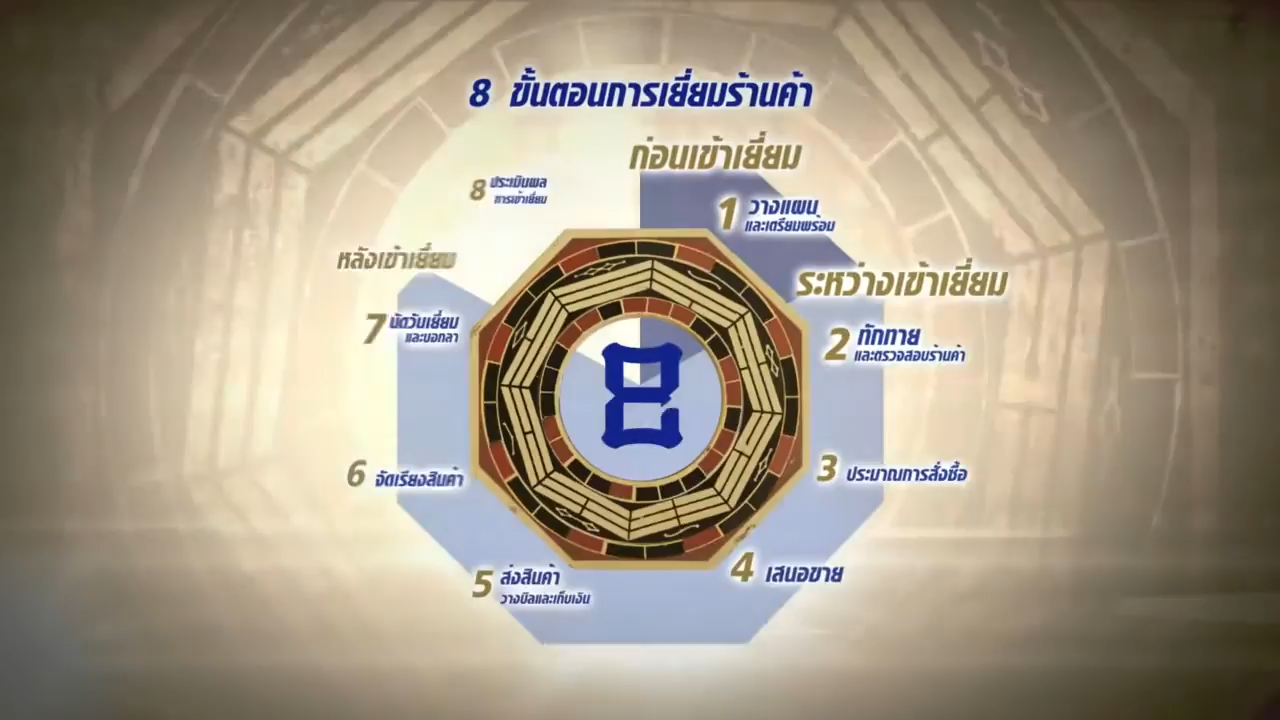 8 ขั้นตอนการเยี่ยมร้านค้า
ก่อนเข้าเยี่ยม
1 วางแผน
และเตรียมพร้อม
ระหว่างเข้าเยี่ยม
2 ทักทาย
และตรวจสอบร้านค้า
3 ประมาณการสั่งซื้อ
4 เสนอขาย
5 ส่งสินค้า
วางบิลและเก็บเงิน
6 จัดเรียงสินค้า
7 นัดวันเยี่ยม
และบอกลา
หลังเข้าเยี่ยม
8 ประเมินผล
การเข้าเยี่ยม
8